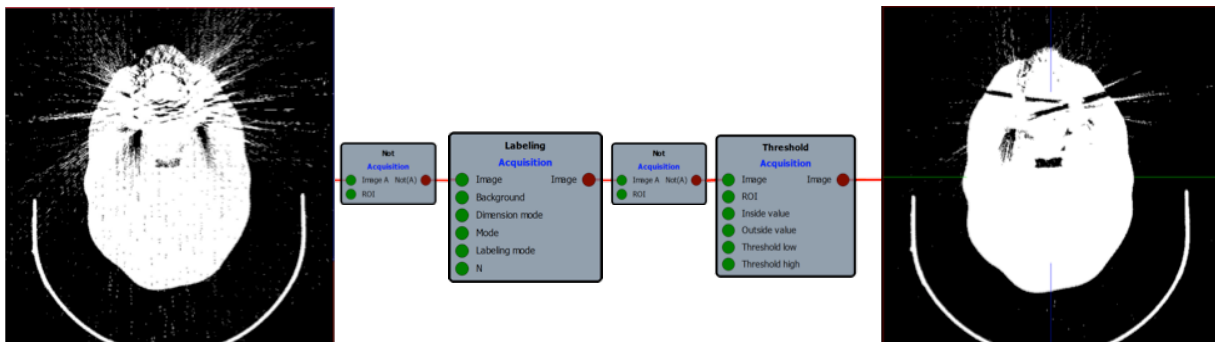 Not
Acquisition
Image A Not(A)
ROI
Labeling
Acquisition
Image Image
Background
Dimension mode
Mode
Labeling mode
N
Not
Acquisition
Image A Not(A)
ROI
Threshold
Acquisition
Image Image
ROI
Inside value
Outside value
Threshold low
Threshold high